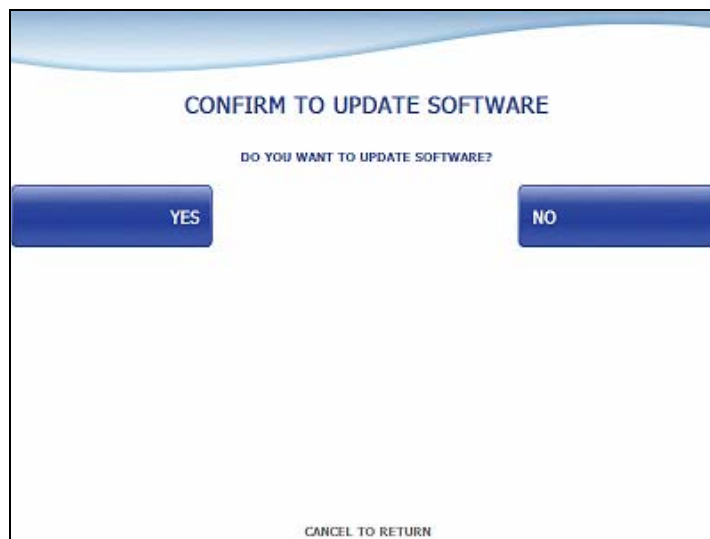 CONFIRM TO UPDATE SOFTWARE
DO YOU WANT TO UPDATE SOFTWARE?
YES
NO
CANCEL TO RETURN